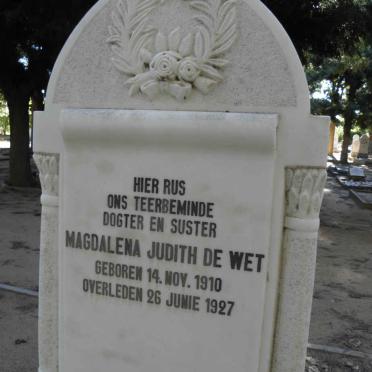 HIER RUS
ONS TEERBEMINDE
DOGTER EN SUSTER
MAGDALENA JUDITH DE WET
GEBOREN 14. NOV. 1910
OVERLEDEN 26 JUNIE 1927